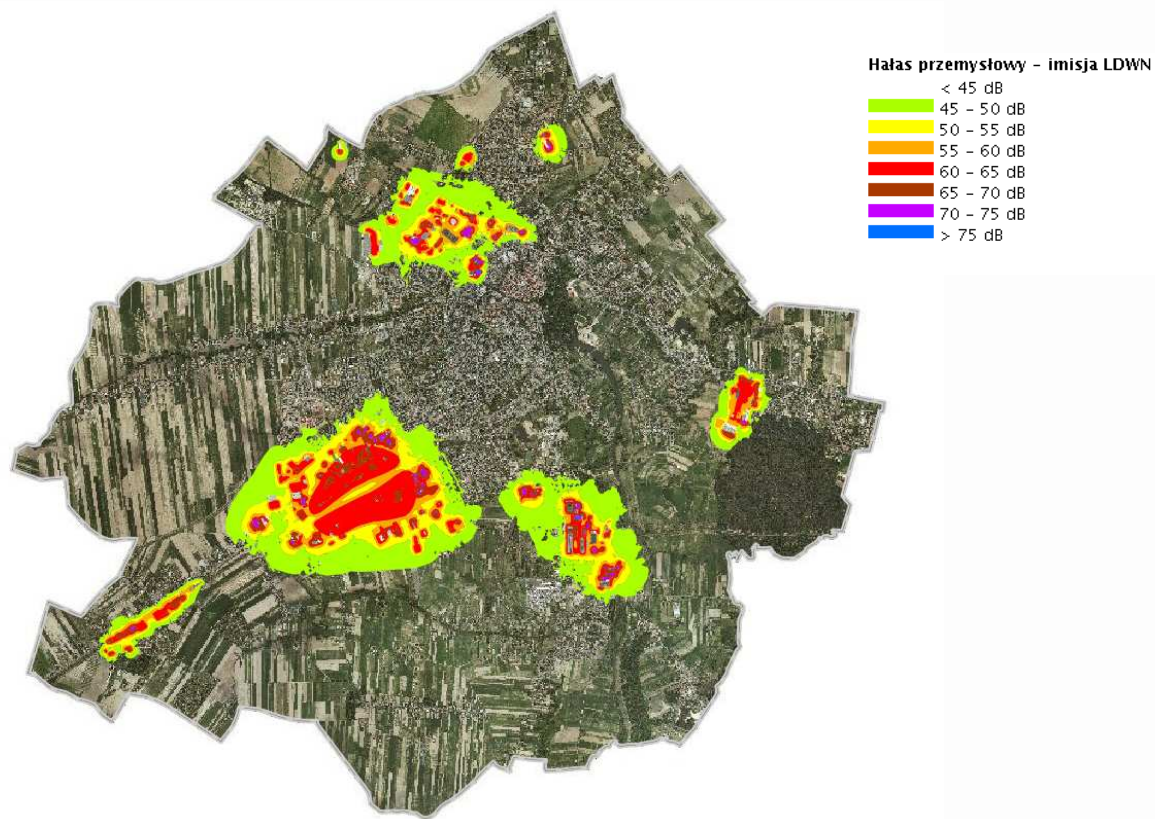 Hałas przemysłowy - imisja LDWN
< 45 dB
45 - 50 dB
50 - 55 dB
55 - 60 dB
60 - 65 dB
65 - 70 dB
70 - 75 dB
> 75 dB